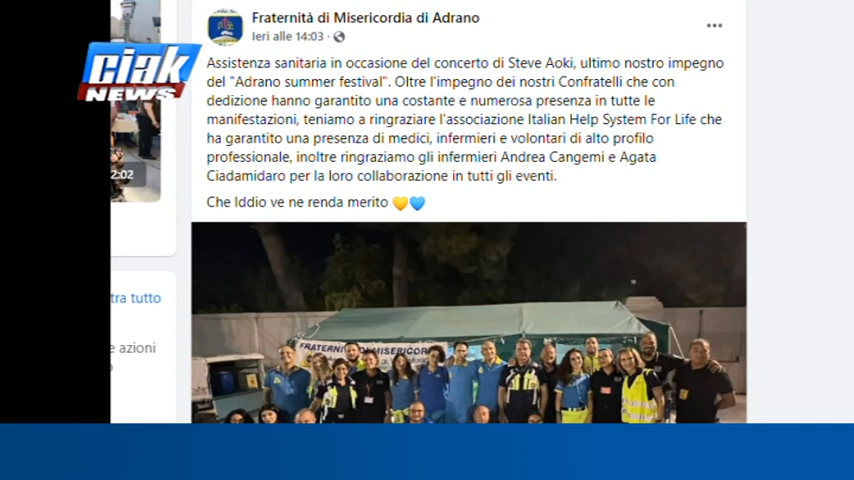 Fraternità di Misericordia di Adrano
Ieri alle 14:03 ·
ciak
NEWS
Assistenza sanitaria in occasione del concerto di Steve Aoki, ultimo nostro impegno
del "Adrano summer festival". Oltre l'impegno dei nostri Confratelli che con
dedizione hanno garantito una costante e numerosa presenza in tutte le
manifestazioni, teniamo a ringraziare l'associazione Italian Help System For Life che
ha garantito una presenza di medici, infermieri e volontari di alto profilo
professionale, inoltre ringraziamo gli infermieri Andrea Cangemi e Agata
Ciadamidaro per la loro collaborazione in tutti gli eventi.
Che Iddio ve ne renda merito 💛💙
2:02
tra tutto
e azioni
o
FRATERNITÀ DI MISERICORDI